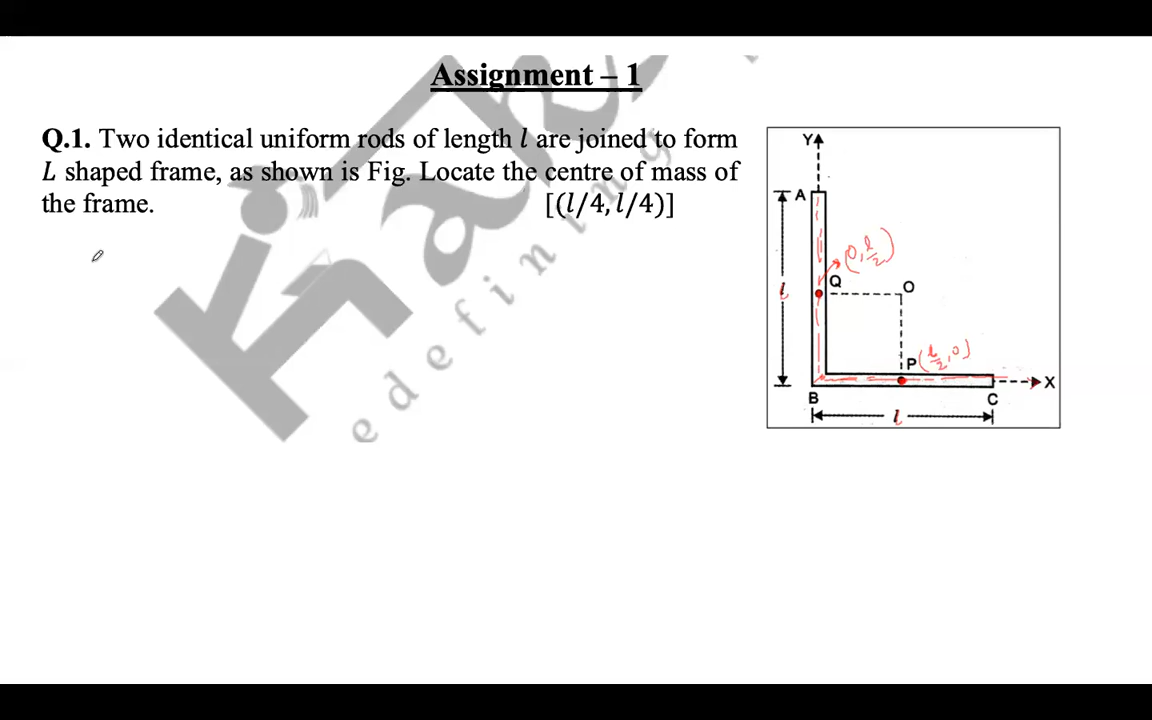 Assignment – 1
Q.1. Two identical uniform rods of length l are joined to form
L shaped frame, as shown is Fig. Locate the centre of mass of
the frame. [(l/4, l/4)]
Y
A
(0, l/2)
Q
O
l
P (l/2, 0)
X
B
C
l
edefining